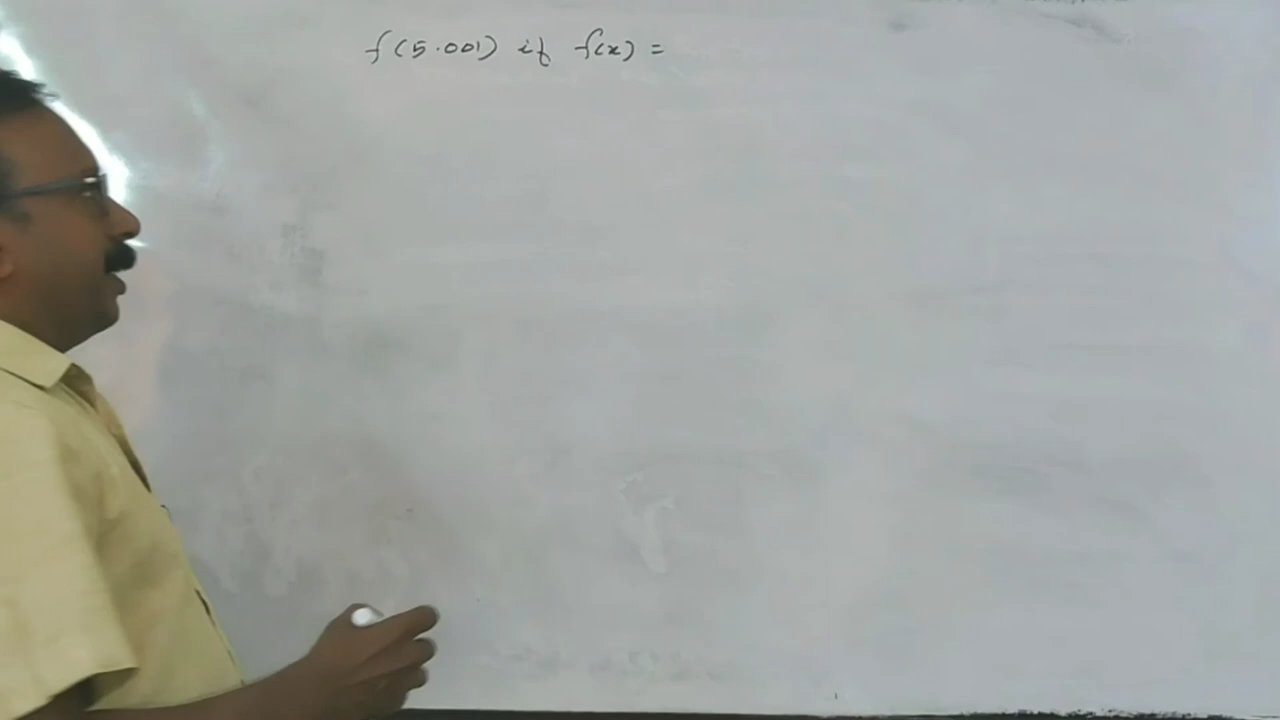 f(5.001) if f(x) =